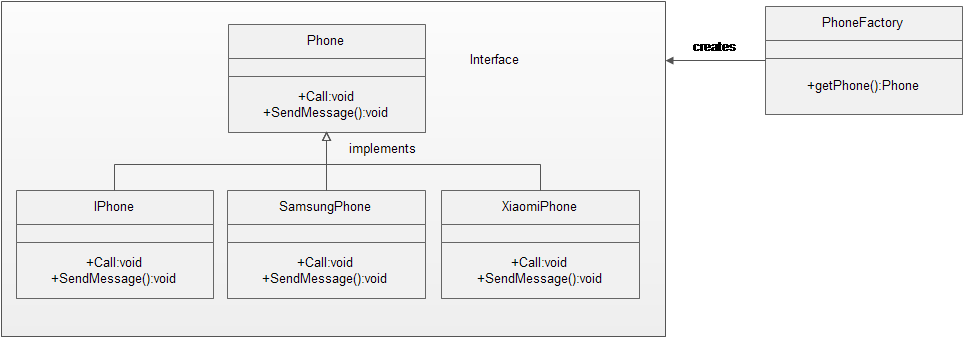 Phone
Interface
+Call:void
+SendMessage():void
implements
IPhone
+Call:void
+SendMessage():void
SamsungPhone
+Call:void
+SendMessage():void
XiaomiPhone
+Call:void
+SendMessage():void
creates
PhoneFactory
+getPhone():Phone